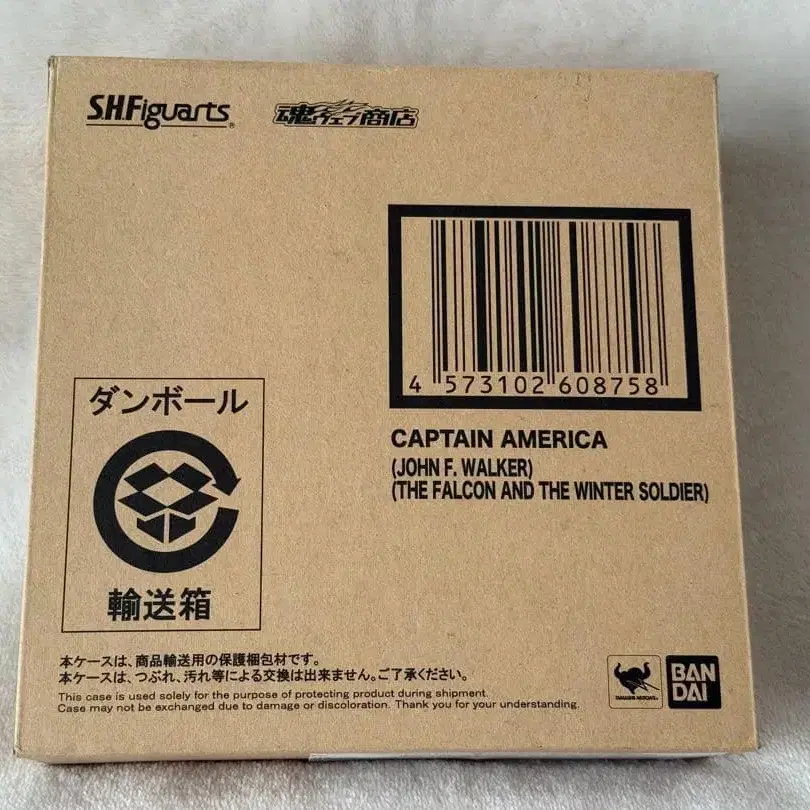 S.H.Figuarts®
魂ウェブ商店
4 573102 608758
CAPTAIN AMERICA
(JOHN F. WALKER)
(THE FALCON AND THE WINTER SOLDIER)
ダンボール
輸送箱
本ケースは、商品輸送用の保護梱包材です。
本ケースは、つぶれ、汚れ等による交換は出来ません。ご了承ください。
This case is used solely for the purpose of protecting product during shipment.
Case may not be exchanged due to damage or discoloration. Thank you for your understanding.
TAMASHII NATIONS
BAN
DAI